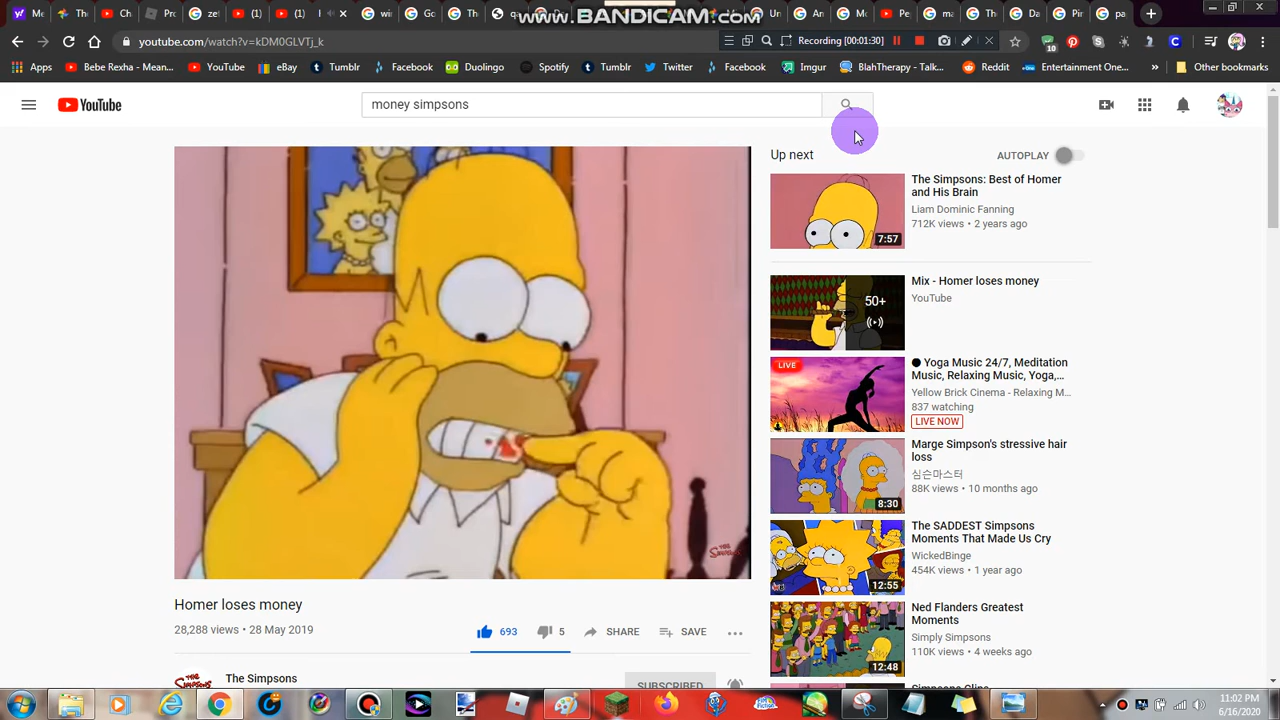 www.BANDICAM.com
youtube.com/watch?v=kDM0GLVTj_k
Recording [00:01:30]
10
Apps
Bebe Rexha - Mean...
YouTube
eBay
Tumblr
Facebook
Duolingo
Spotify
Tumblr
Twitter
Facebook
Imgur
BlahTherapy - Talk...
Reddit
Entertainment One...
»
Other bookmarks
YouTube
money simpsons
Up next
AUTOPLAY
The Simpsons: Best of Homer
and His Brain
Liam Dominic Fanning
712K views • 2 years ago
7:57
Mix - Homer loses money
YouTube
50+
Yoga Music 24/7, Meditation
Music, Relaxing Music, Yoga,...
Yellow Brick Cinema - Relaxing M...
837 watching
LIVE NOW
LIVE
Marge Simpson's stressive hair
loss
심슨마스터
88K views • 10 months ago
8:30
The SADDEST Simpsons
Moments That Made Us Cry
WickedBinge
454K views • 1 year ago
12:55
Ned Flanders Greatest
Moments
Simply Simpsons
110K views • 4 weeks ago
12:48
THE SIMPSONS
Homer loses money
28,288 views • 28 May 2019
693
5
SHARE
SAVE
The Simpsons
SUBSCRIBED
11:02 PM
6/16/2020